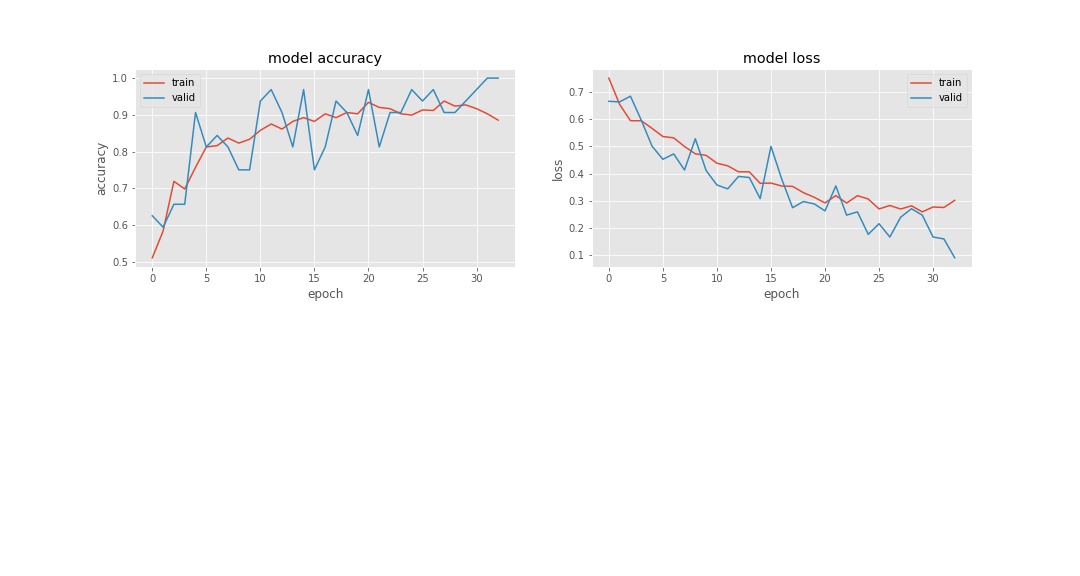 model accuracy
train
valid
1.0
0.9
0.8
0.7
0.6
0.5
accuracy
0 5 10 15 20 25 30
epoch
model loss
train
valid
0.7
0.6
0.5
0.4
0.3
0.2
0.1
loss
0 5 10 15 20 25 30
epoch